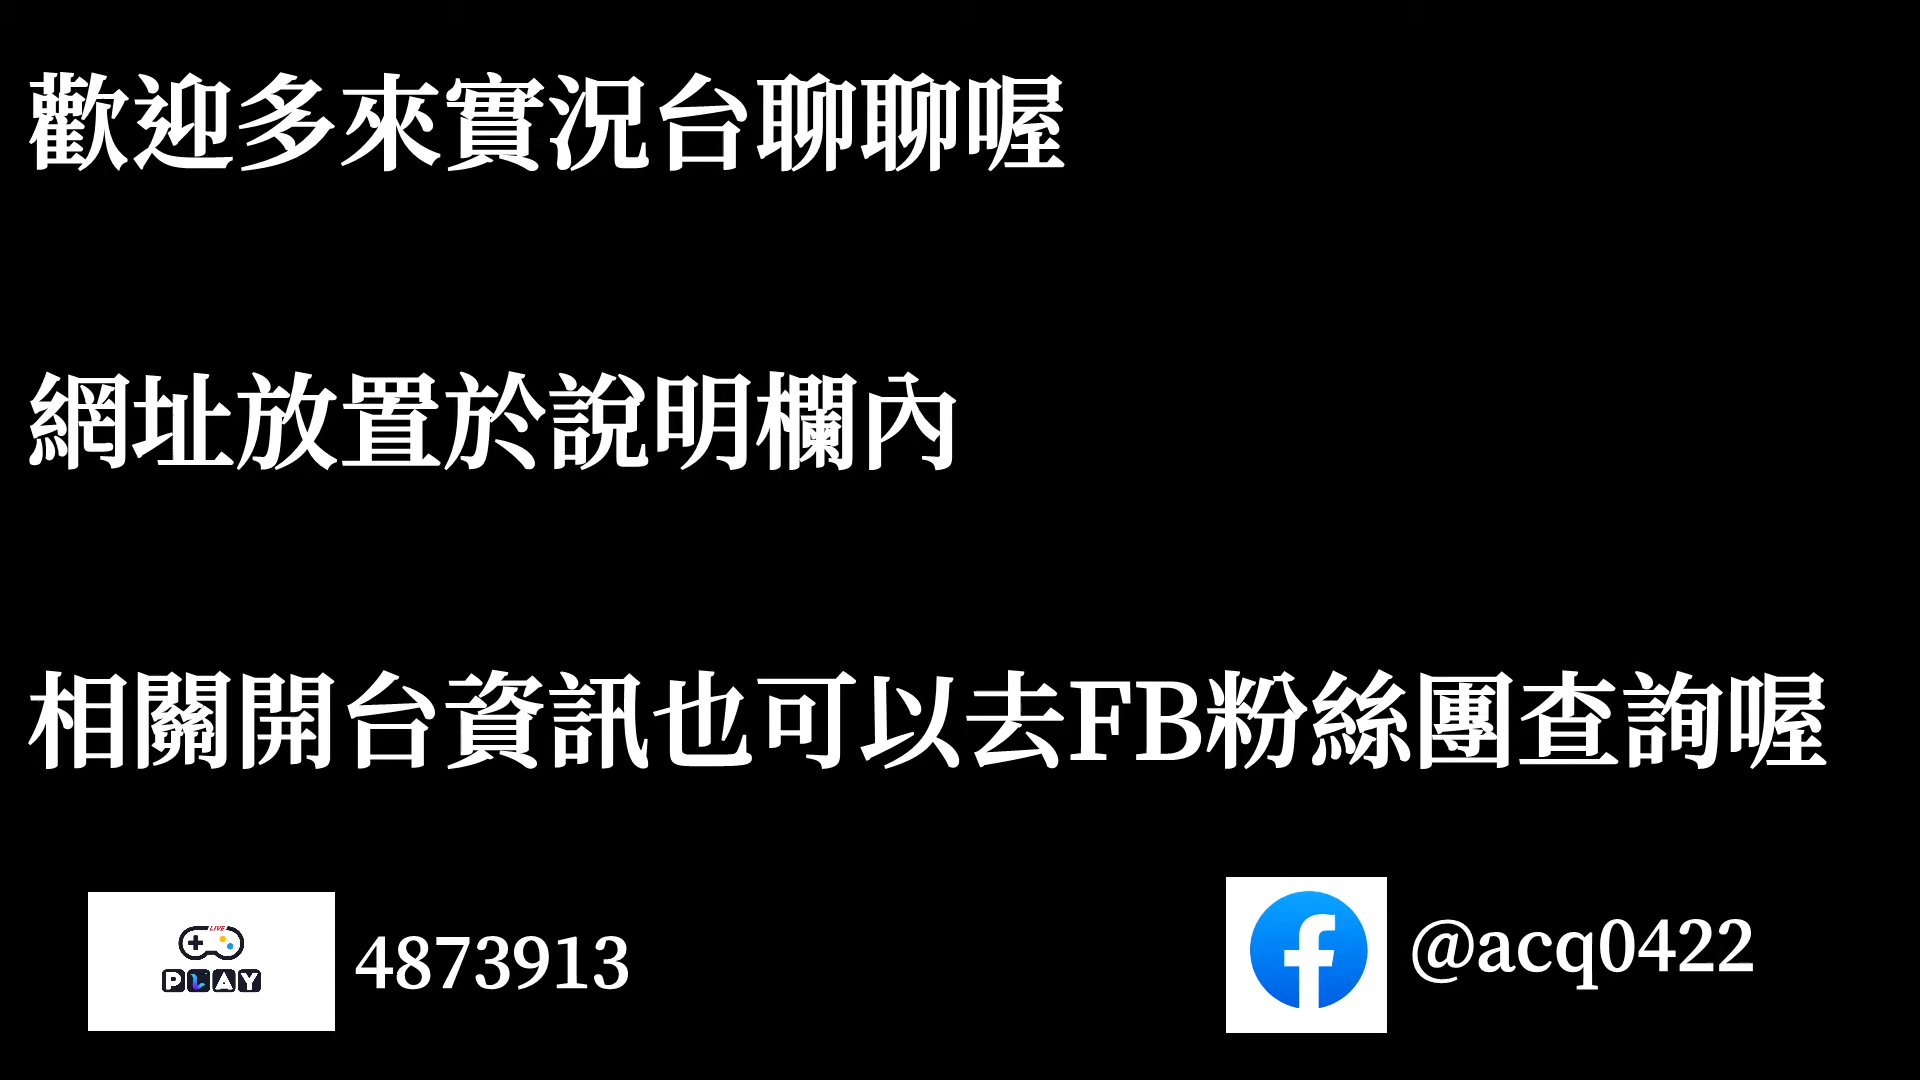 歡迎多來實況台聊聊喔
網址放置於說明欄內
相關開台資訊也可以去FB粉絲團查詢喔
LIVE
PLAY
4873913
@acq0422